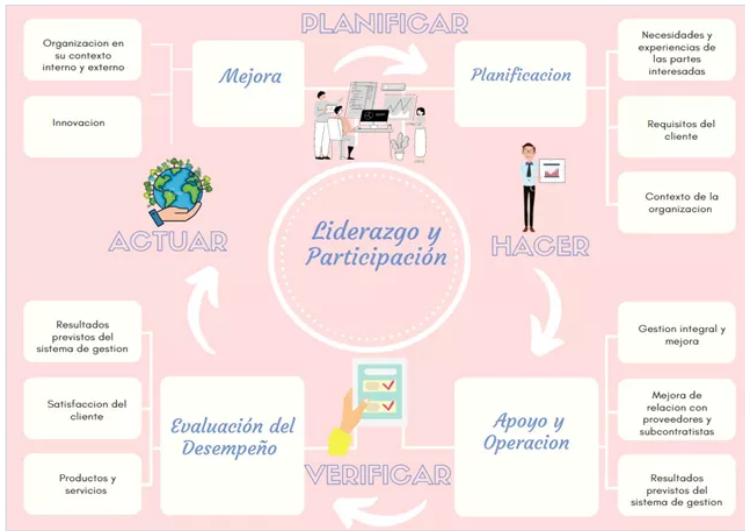 PLANIFICAR
Organizacion en
su contexto
interno y externo
Innovacion
Mejora
Planificacion
Necesidades y
experiencias de
las partes
interesadas
Requisitos del
cliente
Contexto de la
organizacion
ACTUAR
Liderazgo y
Participación
HACER
Resultados
previstos del
sistema de gestion
Satisfaccion del
cliente
Productos y
servicios
Evaluación del
Desempeño
VERIFICAR
Apoyo y
Operacion
Gestion integral y
mejora
Mejora de
relacion con
proveedores y
subcontratistas
Resultados
previstos del
sistema de gestion